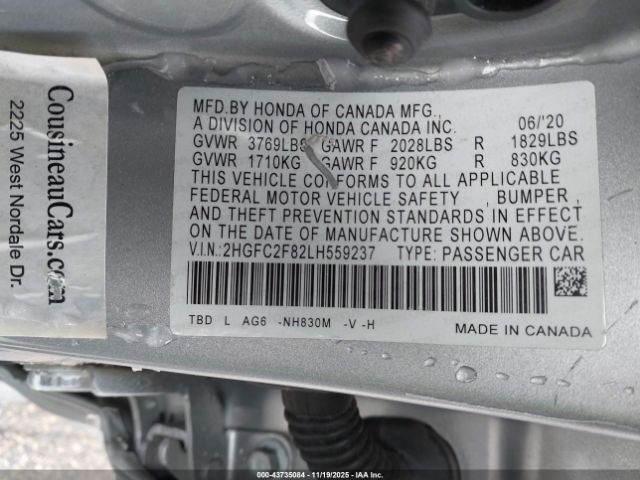 CousineauCars.com
2225 West Nordale Dr.
MFD.BY HONDA OF CANADA MFG., 06/'20
A DIVISION OF HONDA CANADA INC.
GVWR 3769LBS GAWR F 2028LBS R 1829LBS
GVWR 1710KG GAWR F 920KG R 830KG
THIS VEHICLE CONFORMS TO ALL APPLICABLE
FEDERAL MOTOR VEHICLE SAFETY , BUMPER ,
AND THEFT PREVENTION STANDARDS IN EFFECT
ON THE DATE OF MANUFACTURE SHOWN ABOVE.
V.I.N.:2HGFC2F82LH559237 TYPE: PASSENGER CAR
TBD L AG6 -NH830M -V -H
MADE IN CANADA
000-43735084 | 11/19/2025 | IAA Inc.